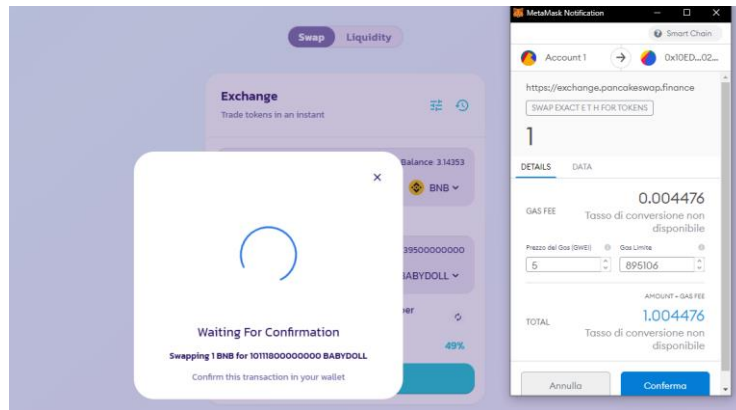 Swap
Liquidity
Exchange
Trade tokens in an instant
Balance 3.14353
BNB
39500000000
BABYDOLL
49%
Waiting For Confirmation
Swapping 1 BNB for 10111800000000 BABYDOLL
Confirm this transaction in your wallet
MetaMask Notification
Smart Chain
Account 1
0x10ED...02...
https://exchange.pancakeswap.finance
SWAP EXACT E T H FOR TOKENS
1
DETAILS
DATA
GAS FEE
0.004476
Tasso di conversione non
disponibile
Prezzo del Gas (GWEI)
Gas Limite
5
895106
AMOUNT + GAS FEE
TOTAL
1.004476
Tasso di conversione non
disponibile
Annulla
Conferma